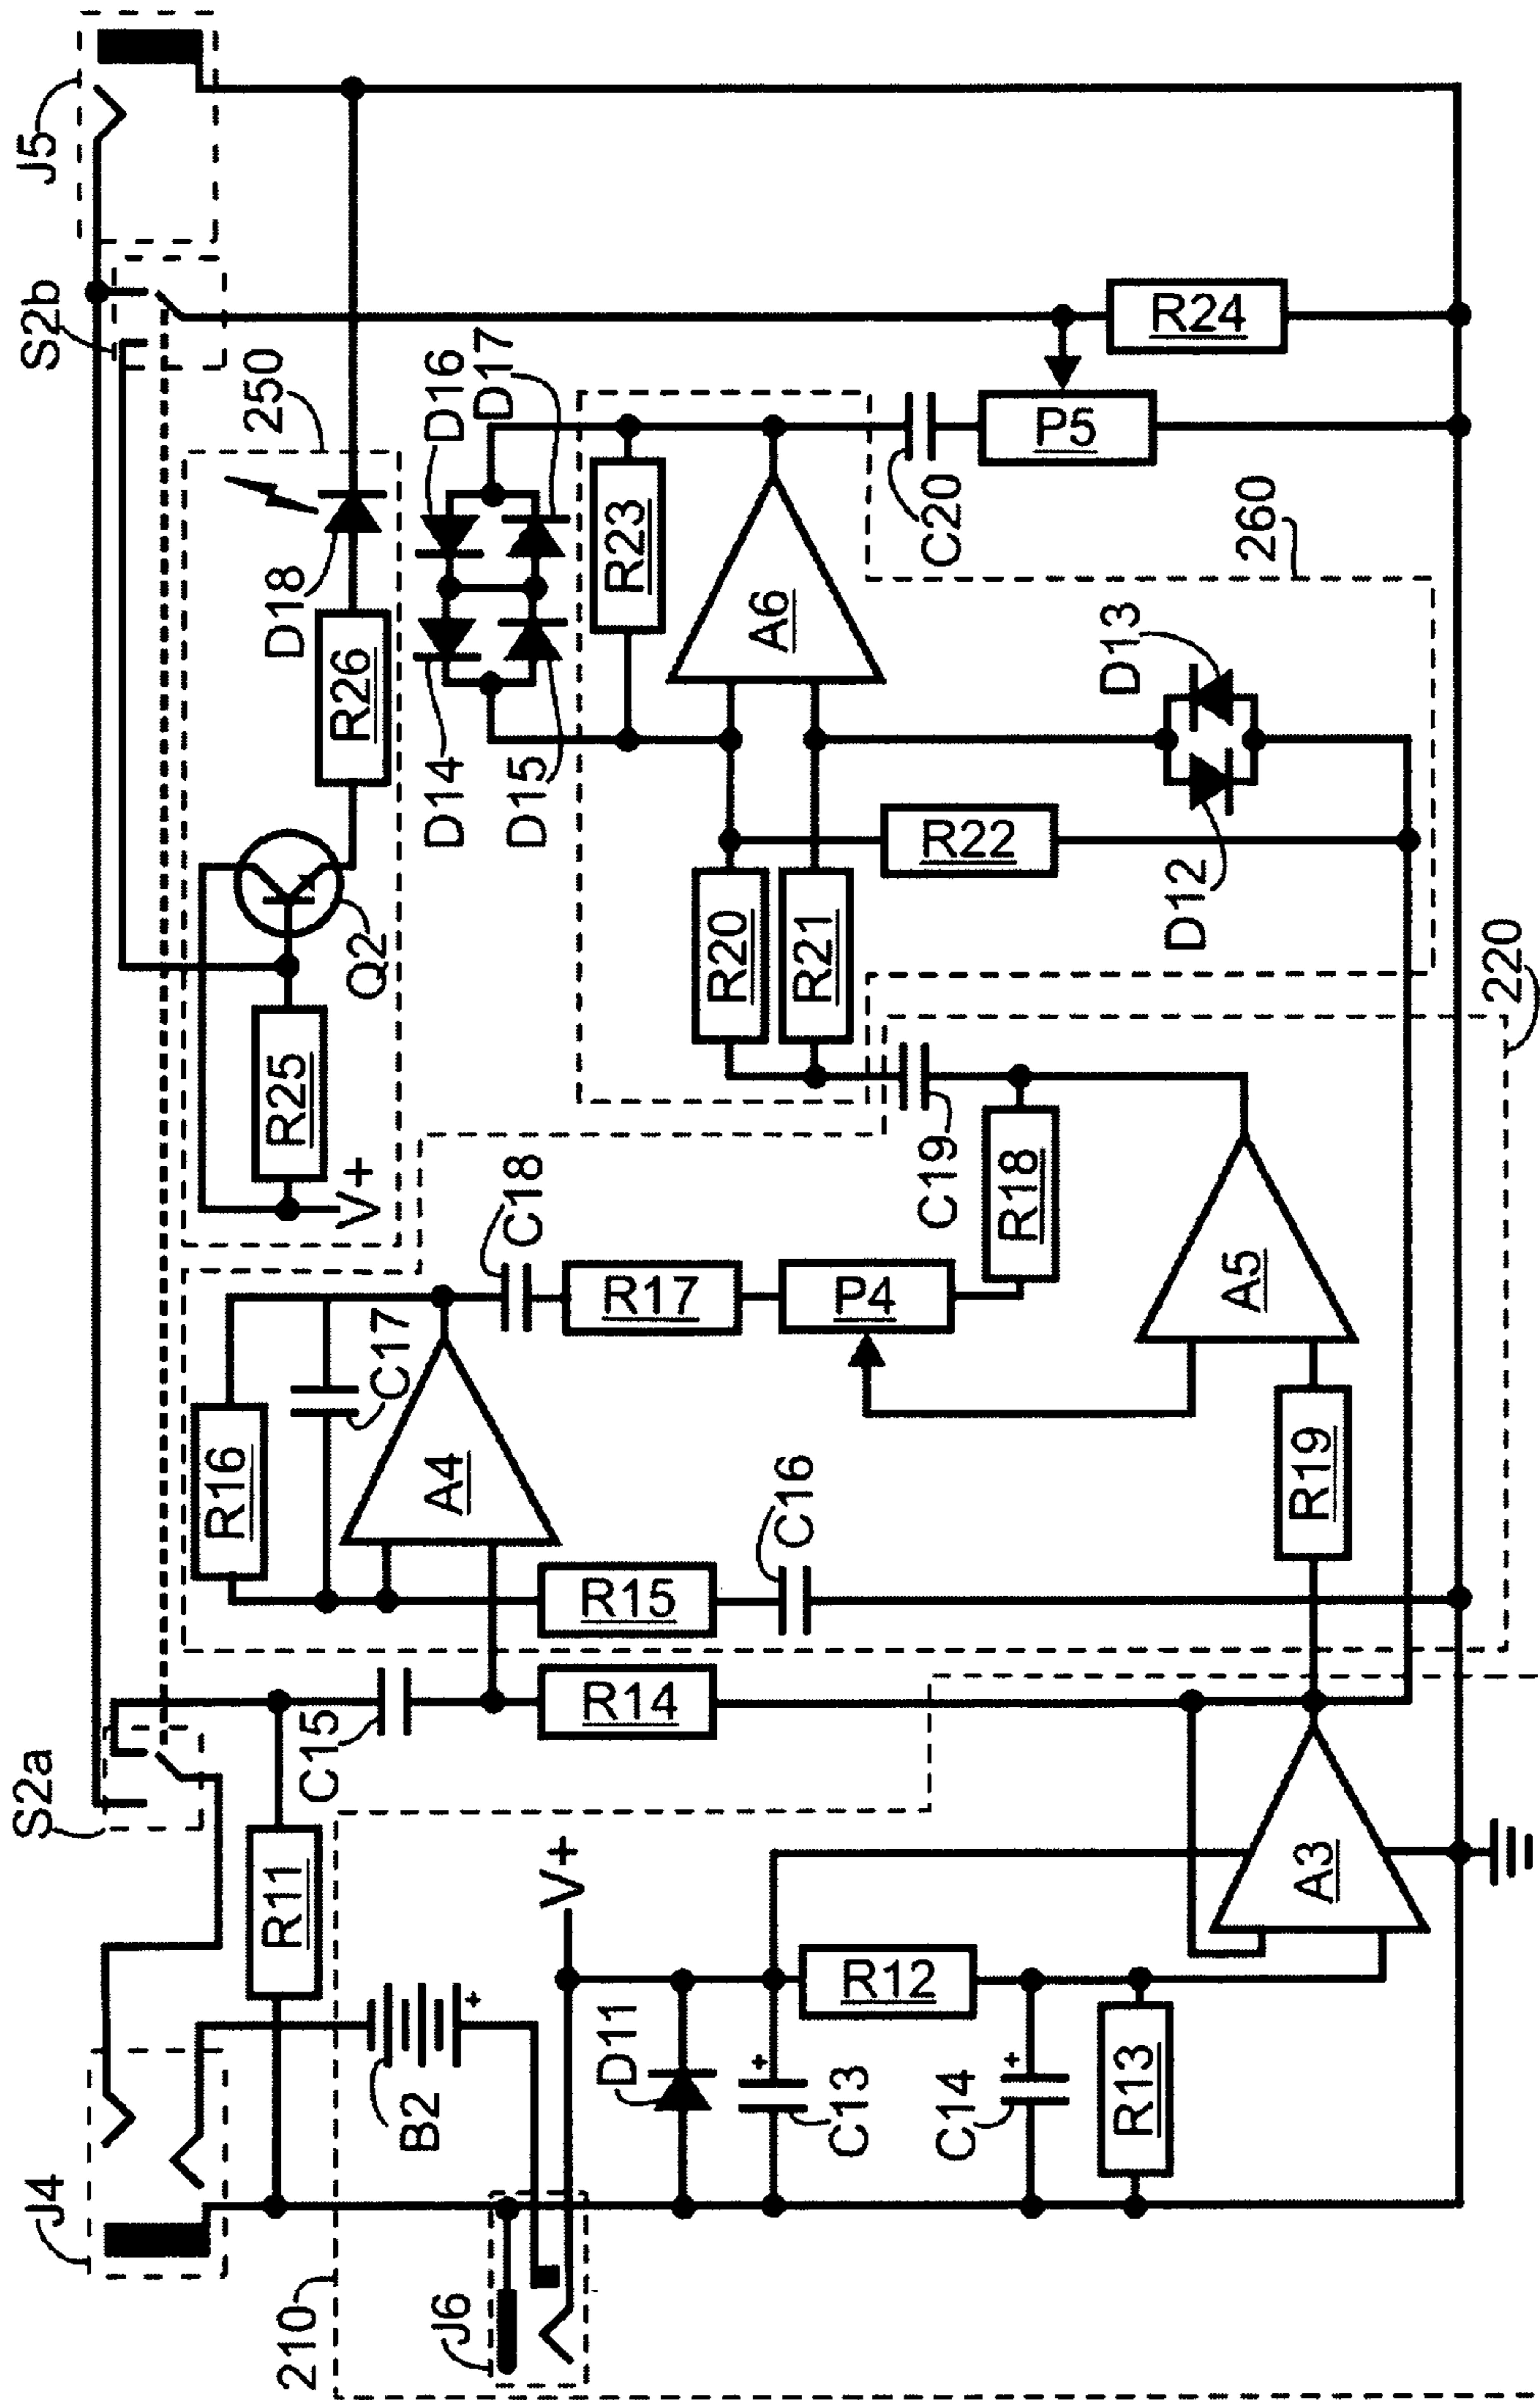 J4
S2a
S2b
J5
R11
C15
250
R25
Q2
R26
D18
V+
210
J6
B2
V+
R16
C17
A4
C18
D14
D15
D16
D17
R14
R15
C16
R17
P4
R23
D11
C13
R12
R20
R21
A6
C19
C20
R18
R22
P5
R24
C14
R13
A5
D12
D13
260
A3
R19
220
+
+
+